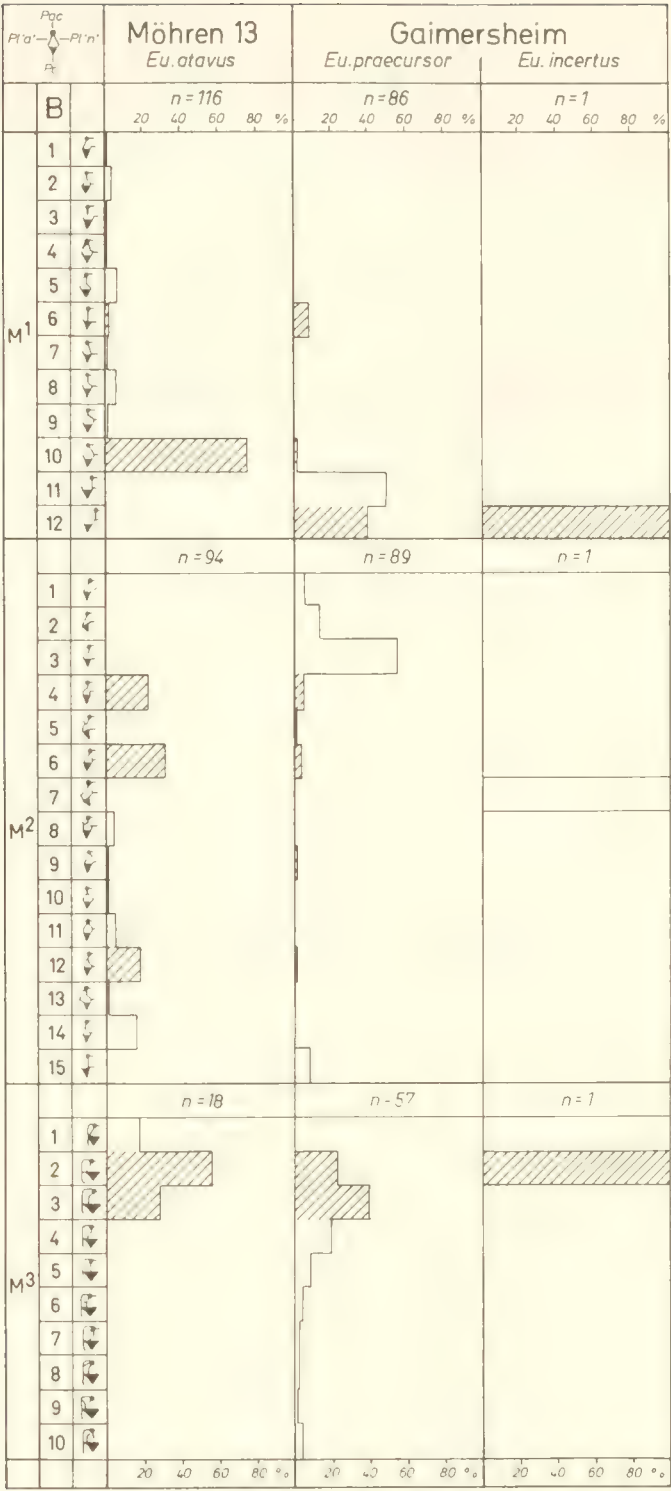 Pac
Pl'a' Pl'n'
Pt
Möhren 13
Eu. atavus
Gaimersheim
Eu. praecursor
Eu. incertus
B
n=116
n=86
n=1
20 40 60 80 %
20 40 60 80 %
20 40 60 80 %
M1
1
2
3
4
5
6
7
8
9
10
11
12
n=94
n=89
n=1
M2
1
2
3
4
5
6
7
8
9
10
11
12
13
14
15
n=18
n-57
n=1
M3
1
2
3
4
5
6
7
8
9
10
20 40 60 80 %
20 40 60 80 %
20 40 60 80 %